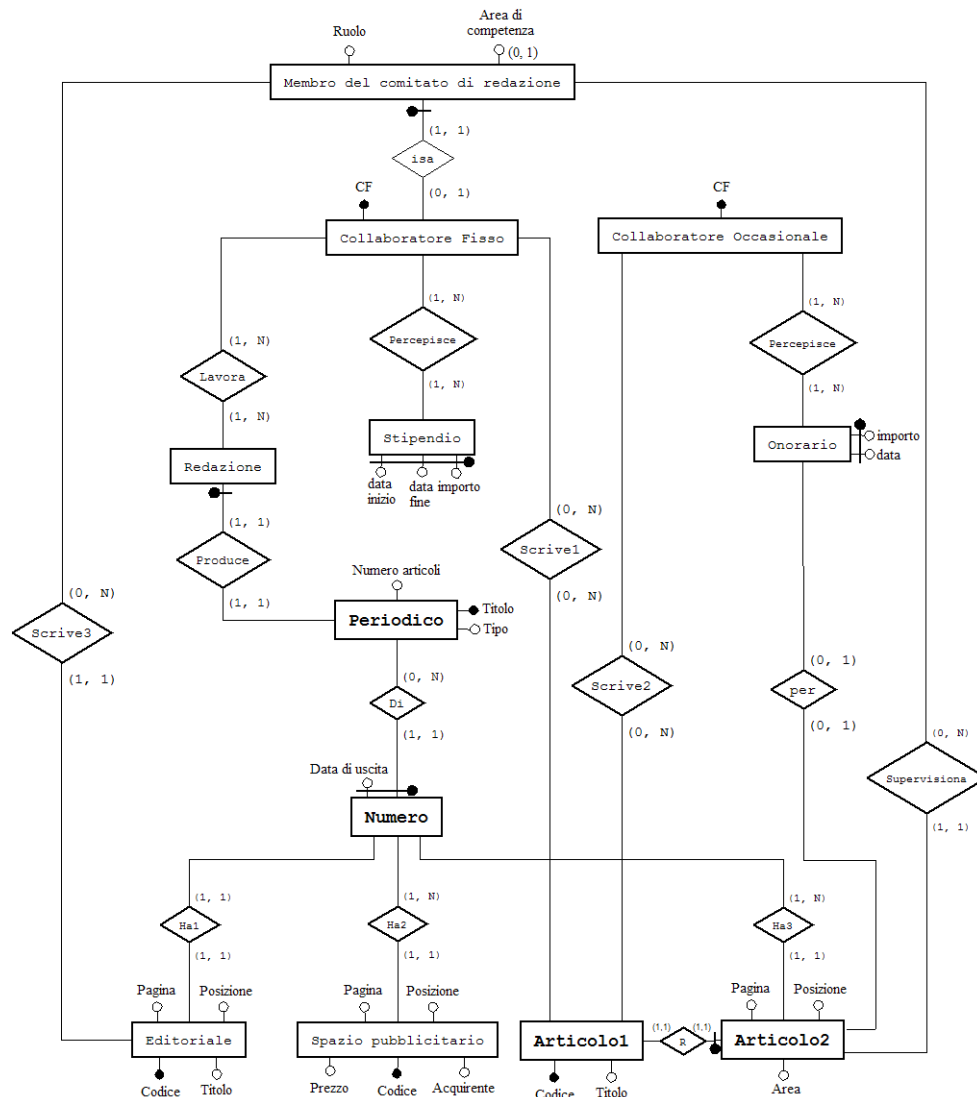 Area di
competenza
Ruolo
(0, 1)
Membro del comitato di redazione
(1, 1)
isa
(0, 1)
CF
CF
Collaboratore Fisso
Collaboratore Occasionale
(1, N)
(1, N)
Percepisce
Percepisce
(1, N)
Lavora
(1, N)
(1, N)
(1, N)
Stipendio
Onorario
importo
data
Redazione
data
inizio
data
fine
importo
(1, 1)
(0, N)
Scrive1
Produce
Numero articoli
(0, N)
(1, 1)
(0, N)
Periodico
Titolo
Tipo
Scrive3
(0, N)
(0, 1)
(1, 1)
(0, N)
Scrive2
per
Di
(0, N)
(0, 1)
(1, 1)
(0, N)
Data di uscita
Supervisiona
Numero
(1, 1)
(1, 1)
(1, N)
(1, N)
Ha1
Ha2
Ha3
(1, 1)
(1, 1)
(1, 1)
Pagina
Posizione
Pagina
Posizione
Pagina
Posizione
Editoriale
Spazio pubblicitario
Articolo1
(1,1)
R
(1,1)
Articolo2
Codice
Titolo
Prezzo
Codice
Acquirente
Codice
Titolo
Area